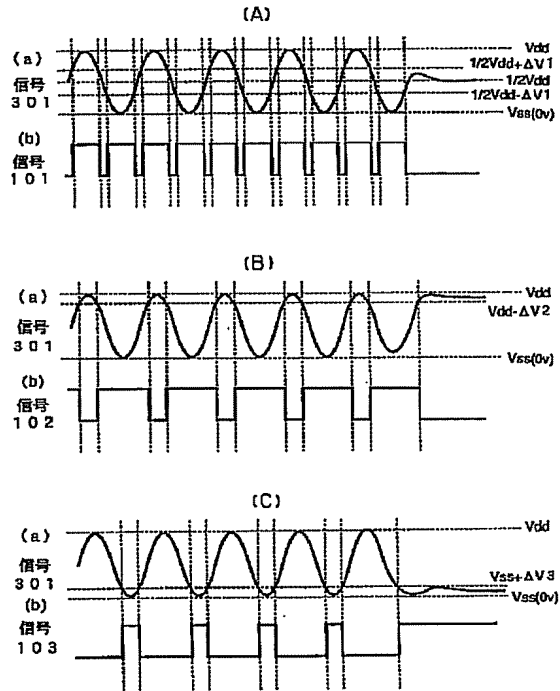 (A)
(a)
信号
301
Vdd
1/2Vdd+ΔV1
1/2Vdd
1/2Vdd-ΔV1
Vss(0v)
(b)
信号
101
(B)
(a)
信号
301
Vdd
Vdd-ΔV2
Vss(0v)
(b)
信号
102
(C)
(a)
信号
301
Vdd
Vss+ΔV3
Vss(0v)
(b)
信号
103